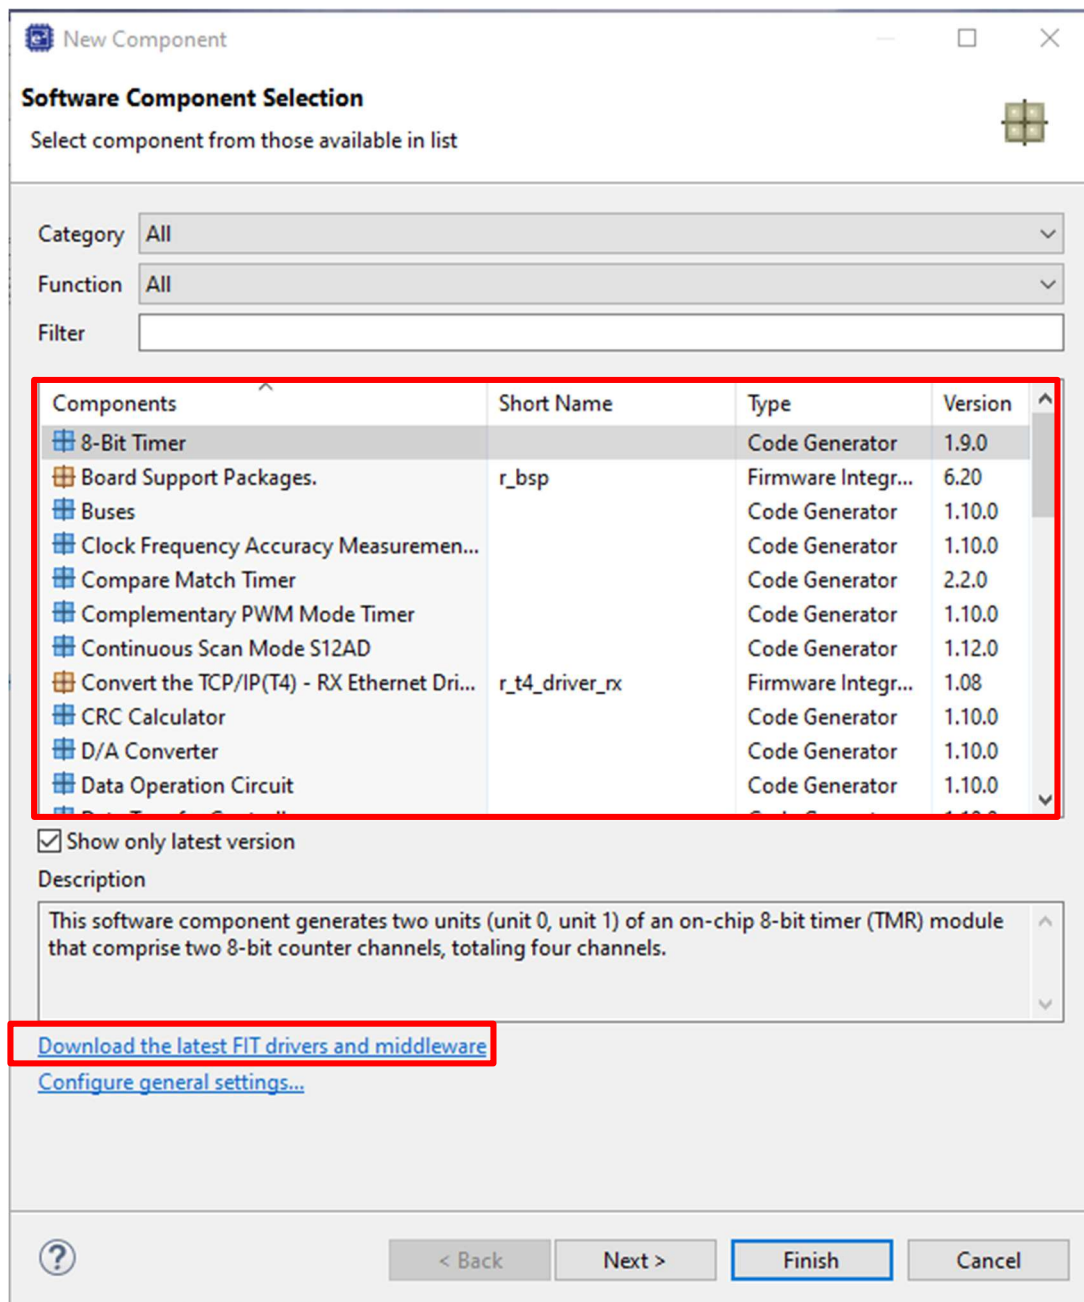 New Component
Software Component Selection
Select component from those available in list
Category All
Function All
Filter
Components Short Name Type Version
8-Bit Timer Code Generator 1.9.0
Board Support Packages. r_bsp Firmware Integr... 6.20
Buses Code Generator 1.10.0
Clock Frequency Accuracy Measuremen... Code Generator 1.10.0
Compare Match Timer Code Generator 2.2.0
Complementary PWM Mode Timer Code Generator 1.10.0
Continuous Scan Mode S12AD Code Generator 1.12.0
Convert the TCP/IP(T4) - RX Ethernet Dri... r_t4_driver_rx Firmware Integr... 1.08
CRC Calculator Code Generator 1.10.0
D/A Converter Code Generator 1.10.0
Data Operation Circuit Code Generator 1.10.0
Show only latest version
Description
This software component generates two units (unit 0, unit 1) of an on-chip 8-bit timer (TMR) module
that comprise two 8-bit counter channels, totaling four channels.
Download the latest FIT drivers and middleware
Configure general settings...
? < Back Next > Finish Cancel